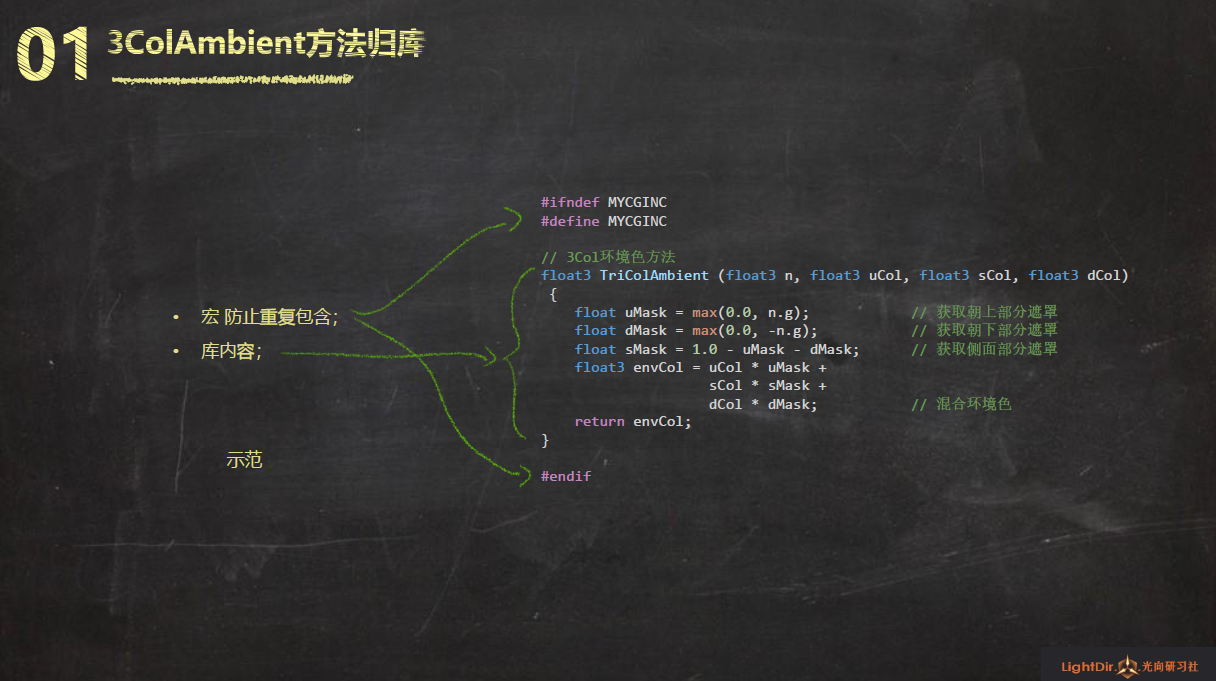 01
3ColAmbient方法归库
#ifndef MYCGINC
#define MYCGINC
// 3Col环境色方法
float3 TriColAmbient (float3 n, float3 uCol, float3 sCol, float3 dCol)
{
float uMask = max(0.0, n.g); // 获取朝上部分遮罩
float dMask = max(0.0, -n.g); // 获取朝下部分遮罩
float sMask = 1.0 - uMask - dMask; // 获取侧面部分遮罩
float3 envCol = uCol * uMask +
sCol * sMask +
dCol * dMask; // 混合环境色
return envCol;
}
#endif
• 宏 防止重复包含;
• 库内容;
示范
LightDir.光向研习社